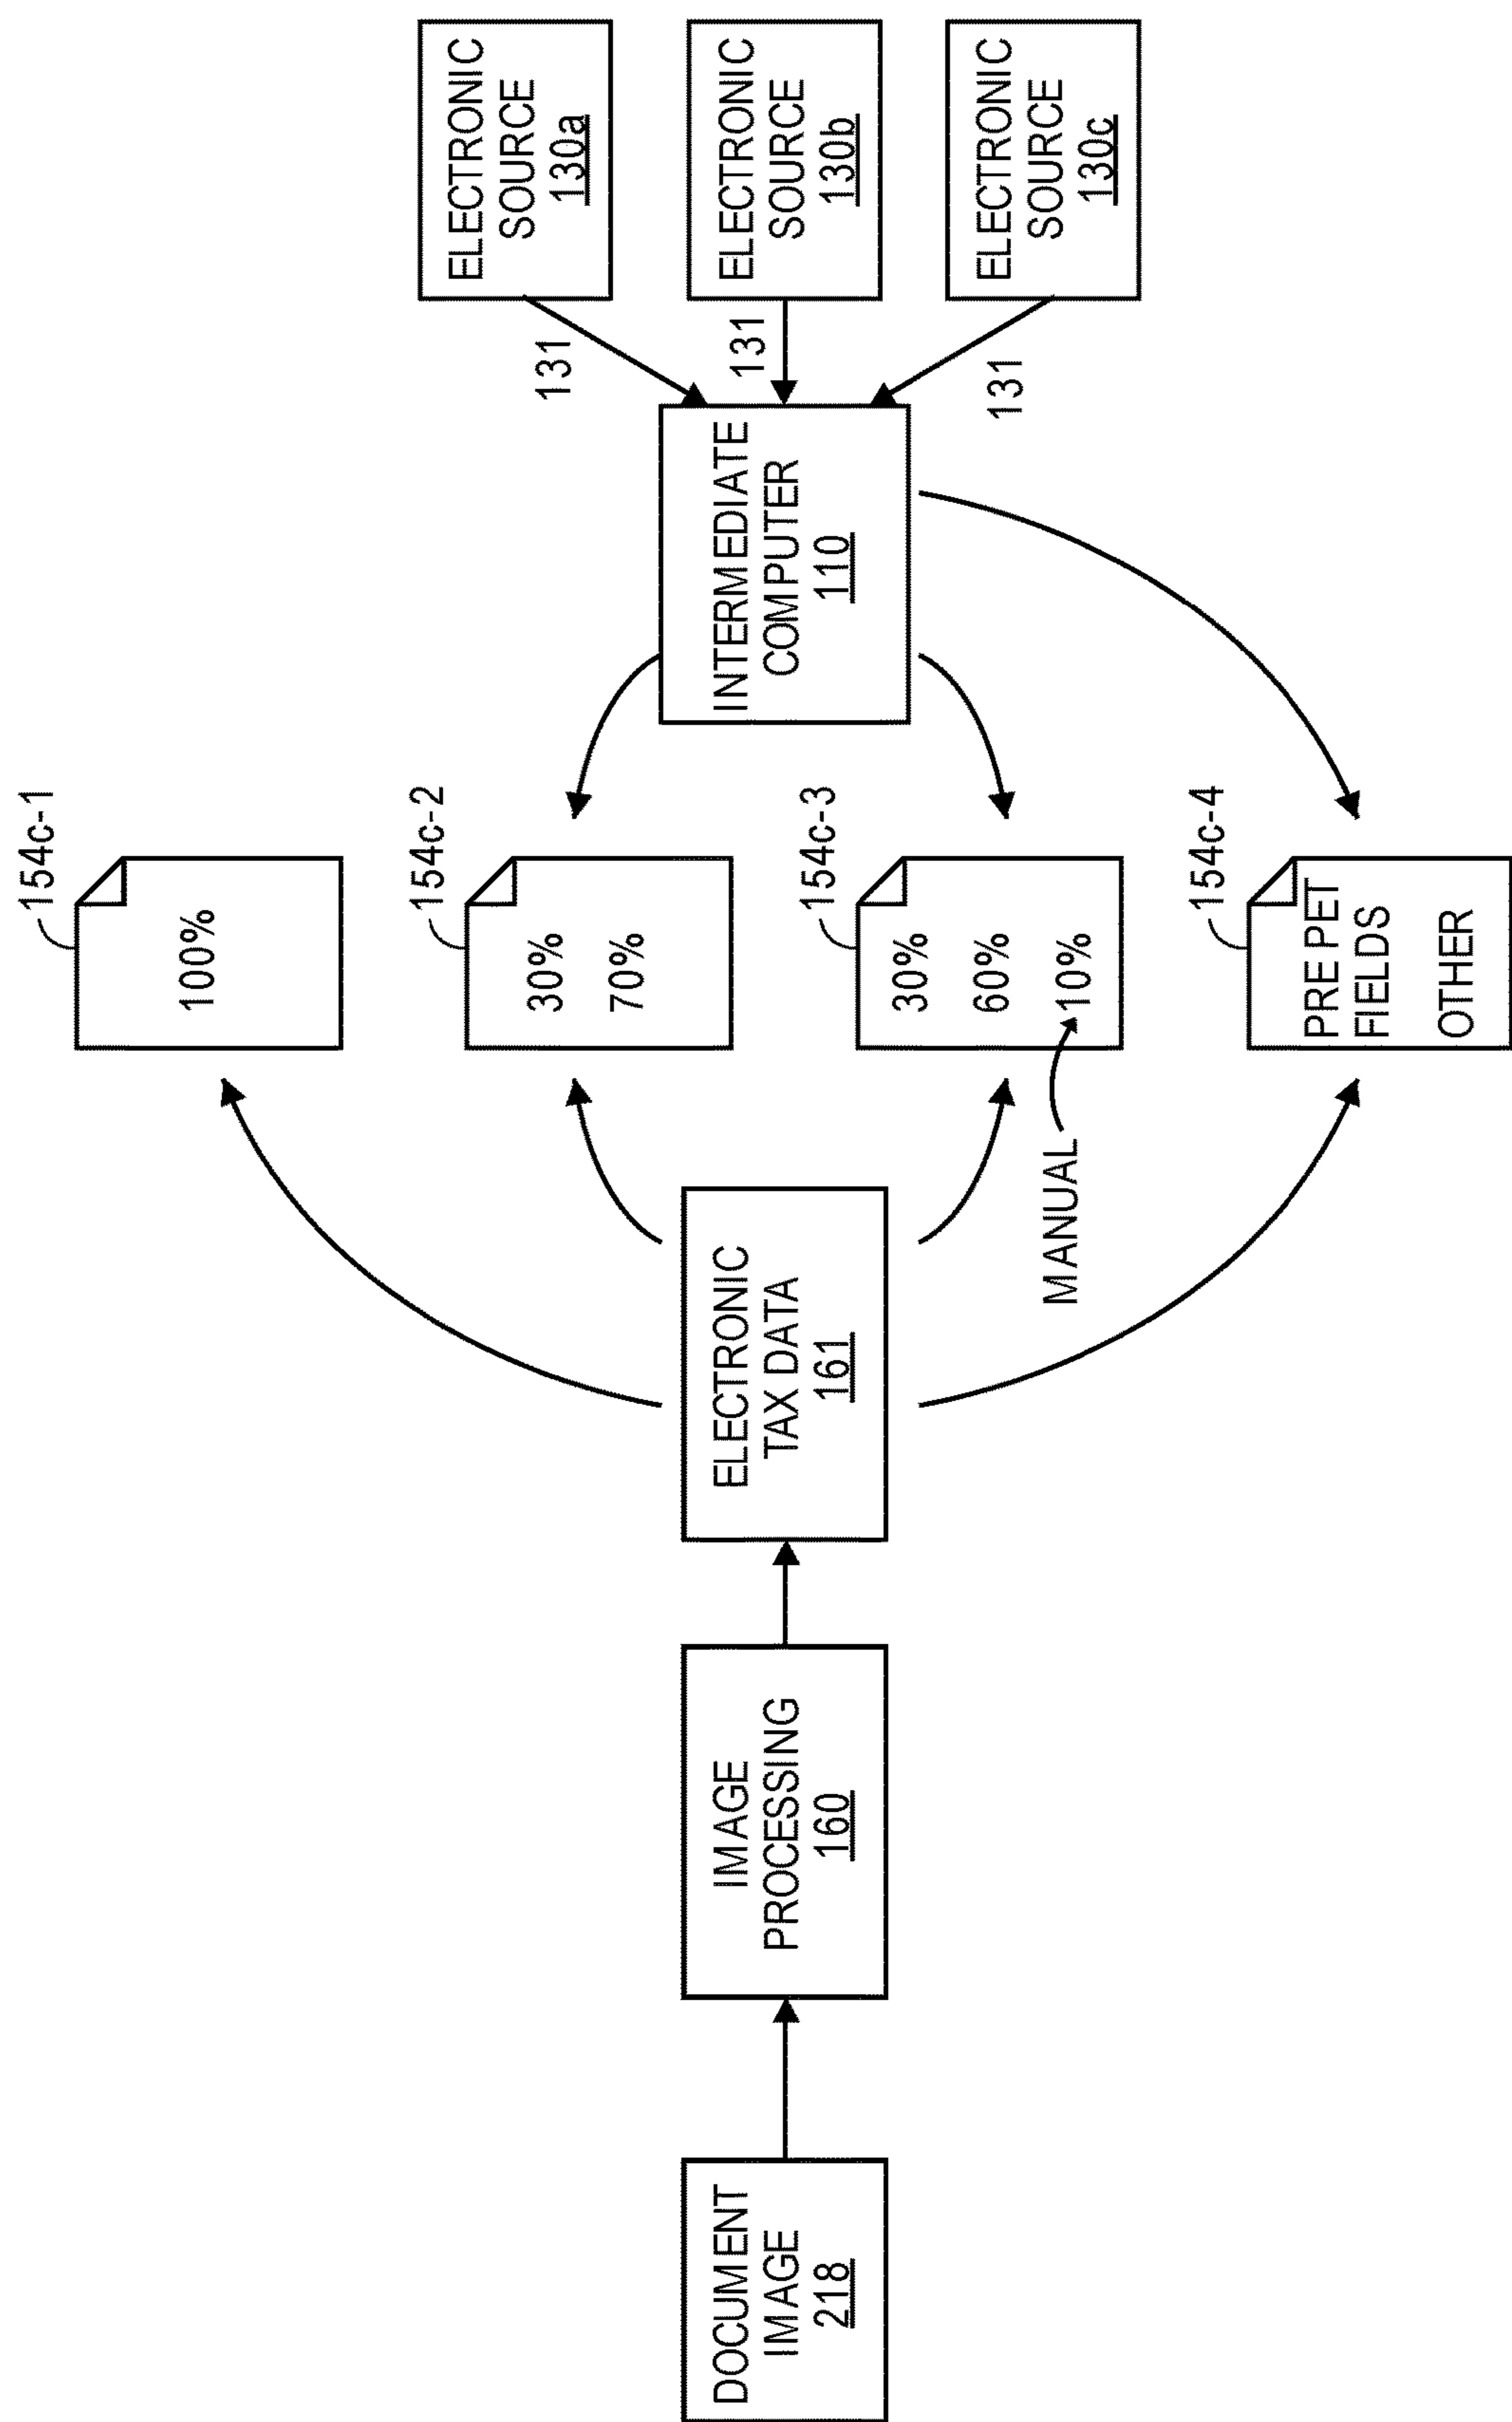 DOCUMENT
IMAGE
218
IMAGE
PROCESSING
160
ELECTRONIC
TAX DATA
161
MANUAL
154c-1
100%
154c-2
30%
70%
154c-3
30%
60%
10%
154c-4
PRE PET
FIELDS
OTHER
INTERMEDIATE
COMPUTER
110
131
131
131
ELECTRONIC
SOURCE
130a
ELECTRONIC
SOURCE
130b
ELECTRONIC
SOURCE
130c